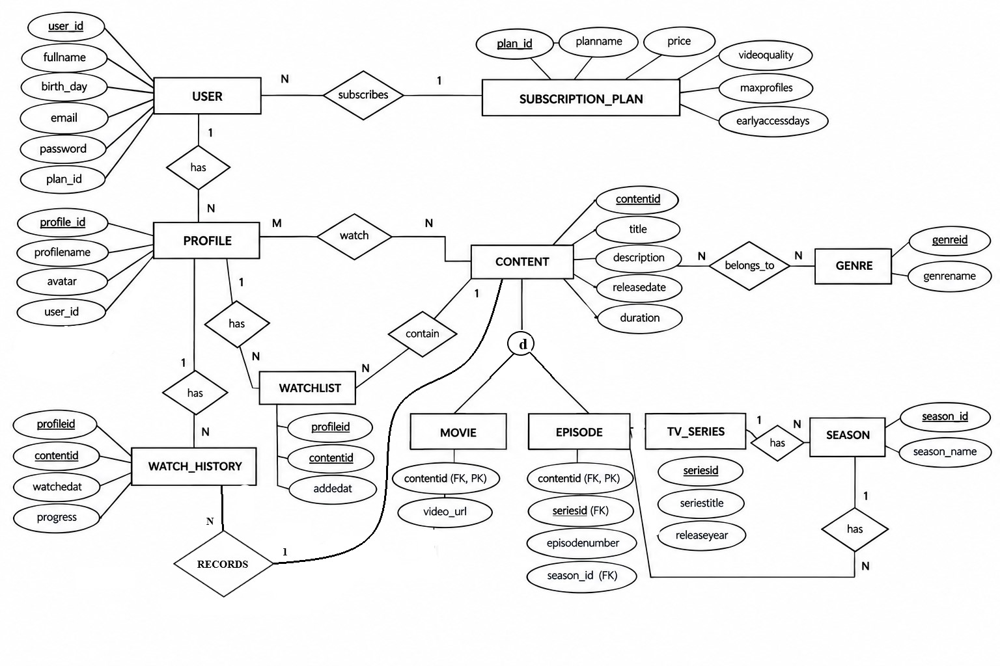 user_id
fullname
birth_day
email
password
plan_id
USER
N
subscribes
1
plan_id
planname
price
videoquality
maxprofiles
earlyaccessdays
SUBSCRIPTION_PLAN
1
has
N
profile_id
profilename
avatar
user_id
PROFILE
M
watch
N
contentid
title
description
releasedate
duration
CONTENT
N
belongs_to
N
GENRE
genreid
genrename
1
has
N
1
contain
N
WATCHLIST
profileid
contentid
addedat
1
has
N
profileid
contentid
watchedat
progress
WATCH_HISTORY
N
RECORDS
1
d
MOVIE
contentid (FK, PK)
video_url
EPISODE
contentid (FK, PK)
seriesid (FK)
episodenumber
season_id (FK)
TV_SERIES
seriesid
seriestitle
releaseyear
1
has
N
SEASON
season_id
season_name
1
has
N